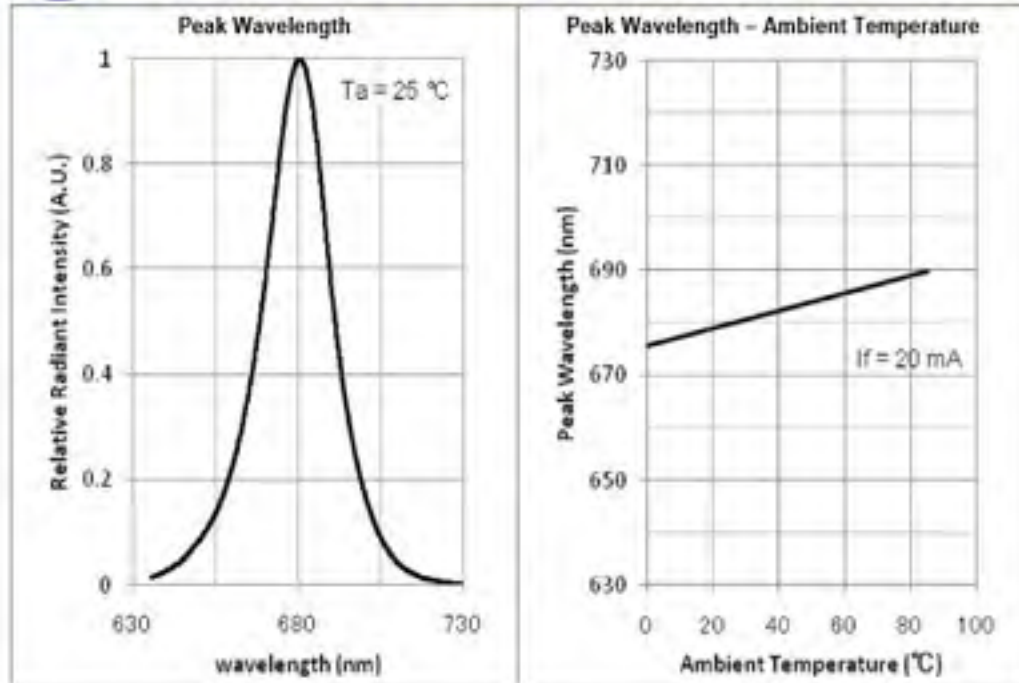 Peak Wavelength
1
0.8
0.6
0.4
0.2
0
Relative Radiant Intensity (A.U.)
Ta = 25 ℃
630 680 730
wavelength (nm)
Peak Wavelength – Ambient Temperature
730
710
690
670
650
630
Peak Wavelength (nm)
If = 20 mA
0 20 40 60 80 100
Ambient Temperature (℃)